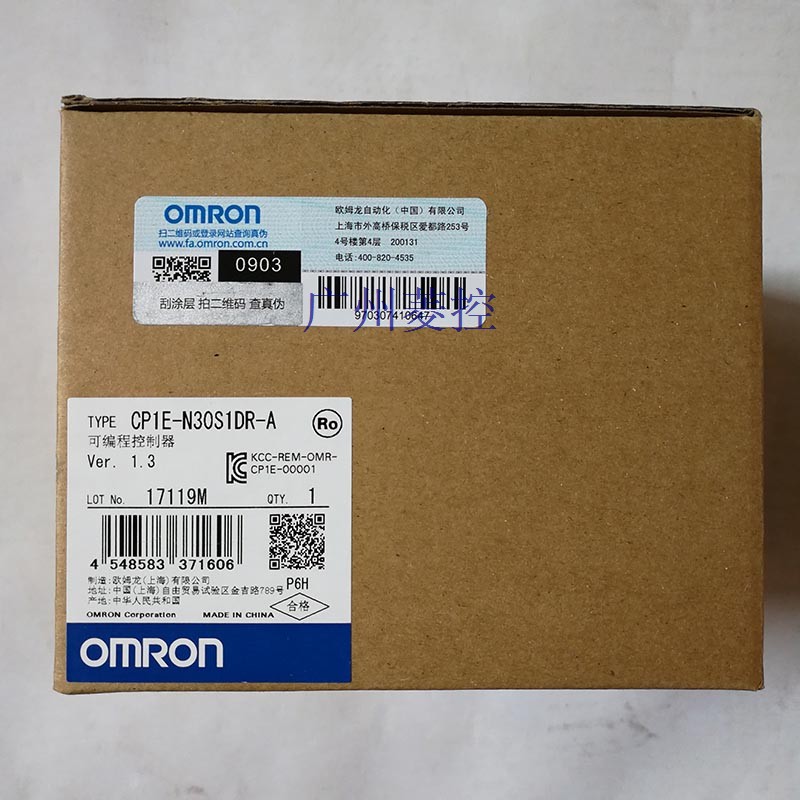 OMRON
扫二维码或登录网站查询真伪
www.fa.omron.com.cn
0903
刮涂层 拍二维码 查真伪
欧姆龙自动化（中国）有限公司
上海市外高桥保税区爱都路253号
4号楼第4层 200131
电话:400-820-4535
970307410647
广州菱控
TYPE CP1E-N30S1DR-A
Ro
可编程控制器
Ver. 1.3
KCC-REM-OMR-
CP1E-00001
LOT No. 17119M QTY. 1
4 548583 371606
制造:欧姆龙(上海)有限公司
地址:中国(上海)自由贸易试验区金吉路789号
产地:中华人民共和国
P6H
合格
OMRON Corporation MADE IN CHINA
OMRON